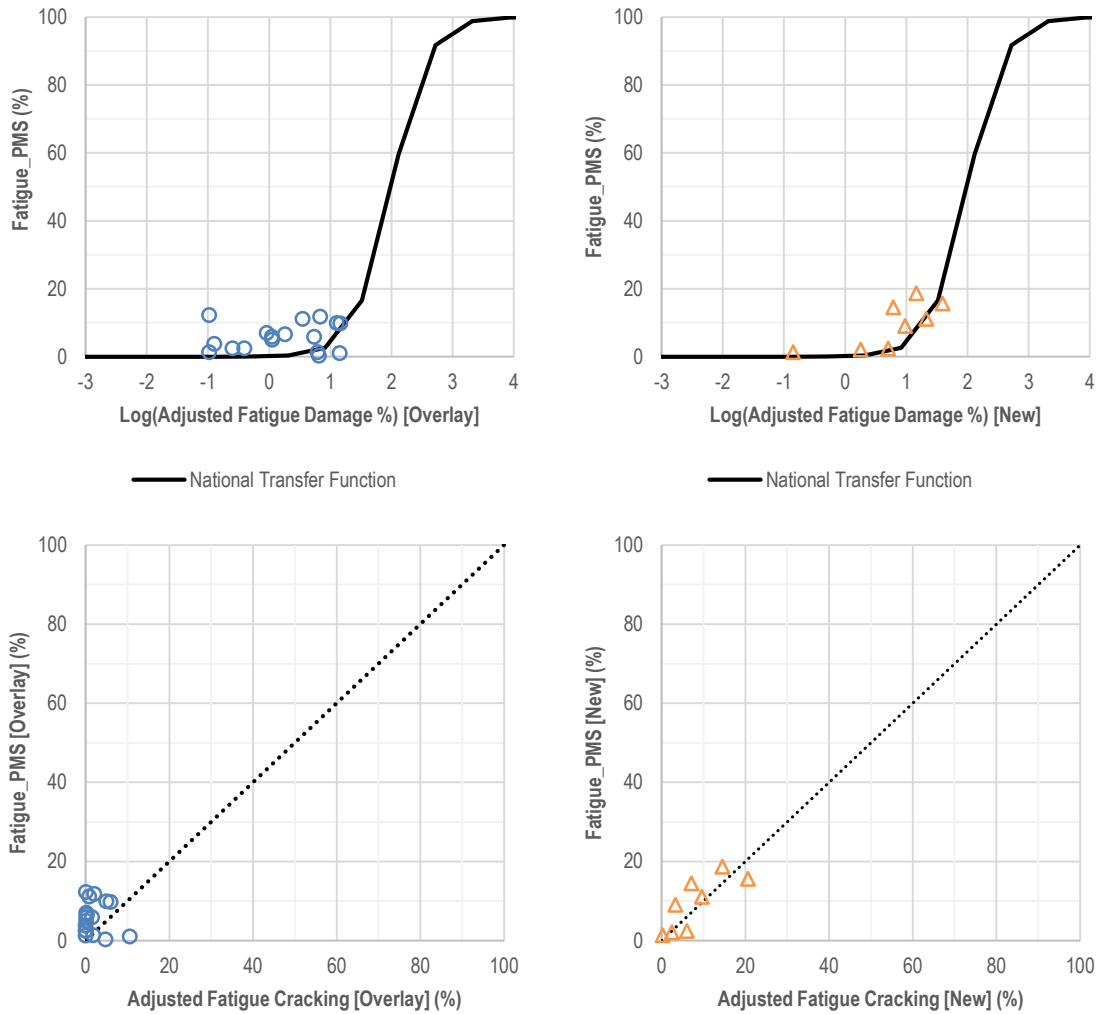 Fatigue_PMS (%)
100
80
60
40
20
0
-3 -2 -1 0 1 2 3 4
Log(Adjusted Fatigue Damage %) [Overlay]
National Transfer Function
Fatigue_PMS (%)
100
80
60
40
20
0
-3 -2 -1 0 1 2 3 4
Log(Adjusted Fatigue Damage %) [New]
National Transfer Function
Fatigue_PMS [Overlay] (%)
100
80
60
40
20
0
0 20 40 60 80 100
Adjusted Fatigue Cracking [Overlay] (%)
Fatigue_PMS [New] (%)
100
80
60
40
20
0
0 20 40 60 80 100
Adjusted Fatigue Cracking [New] (%)